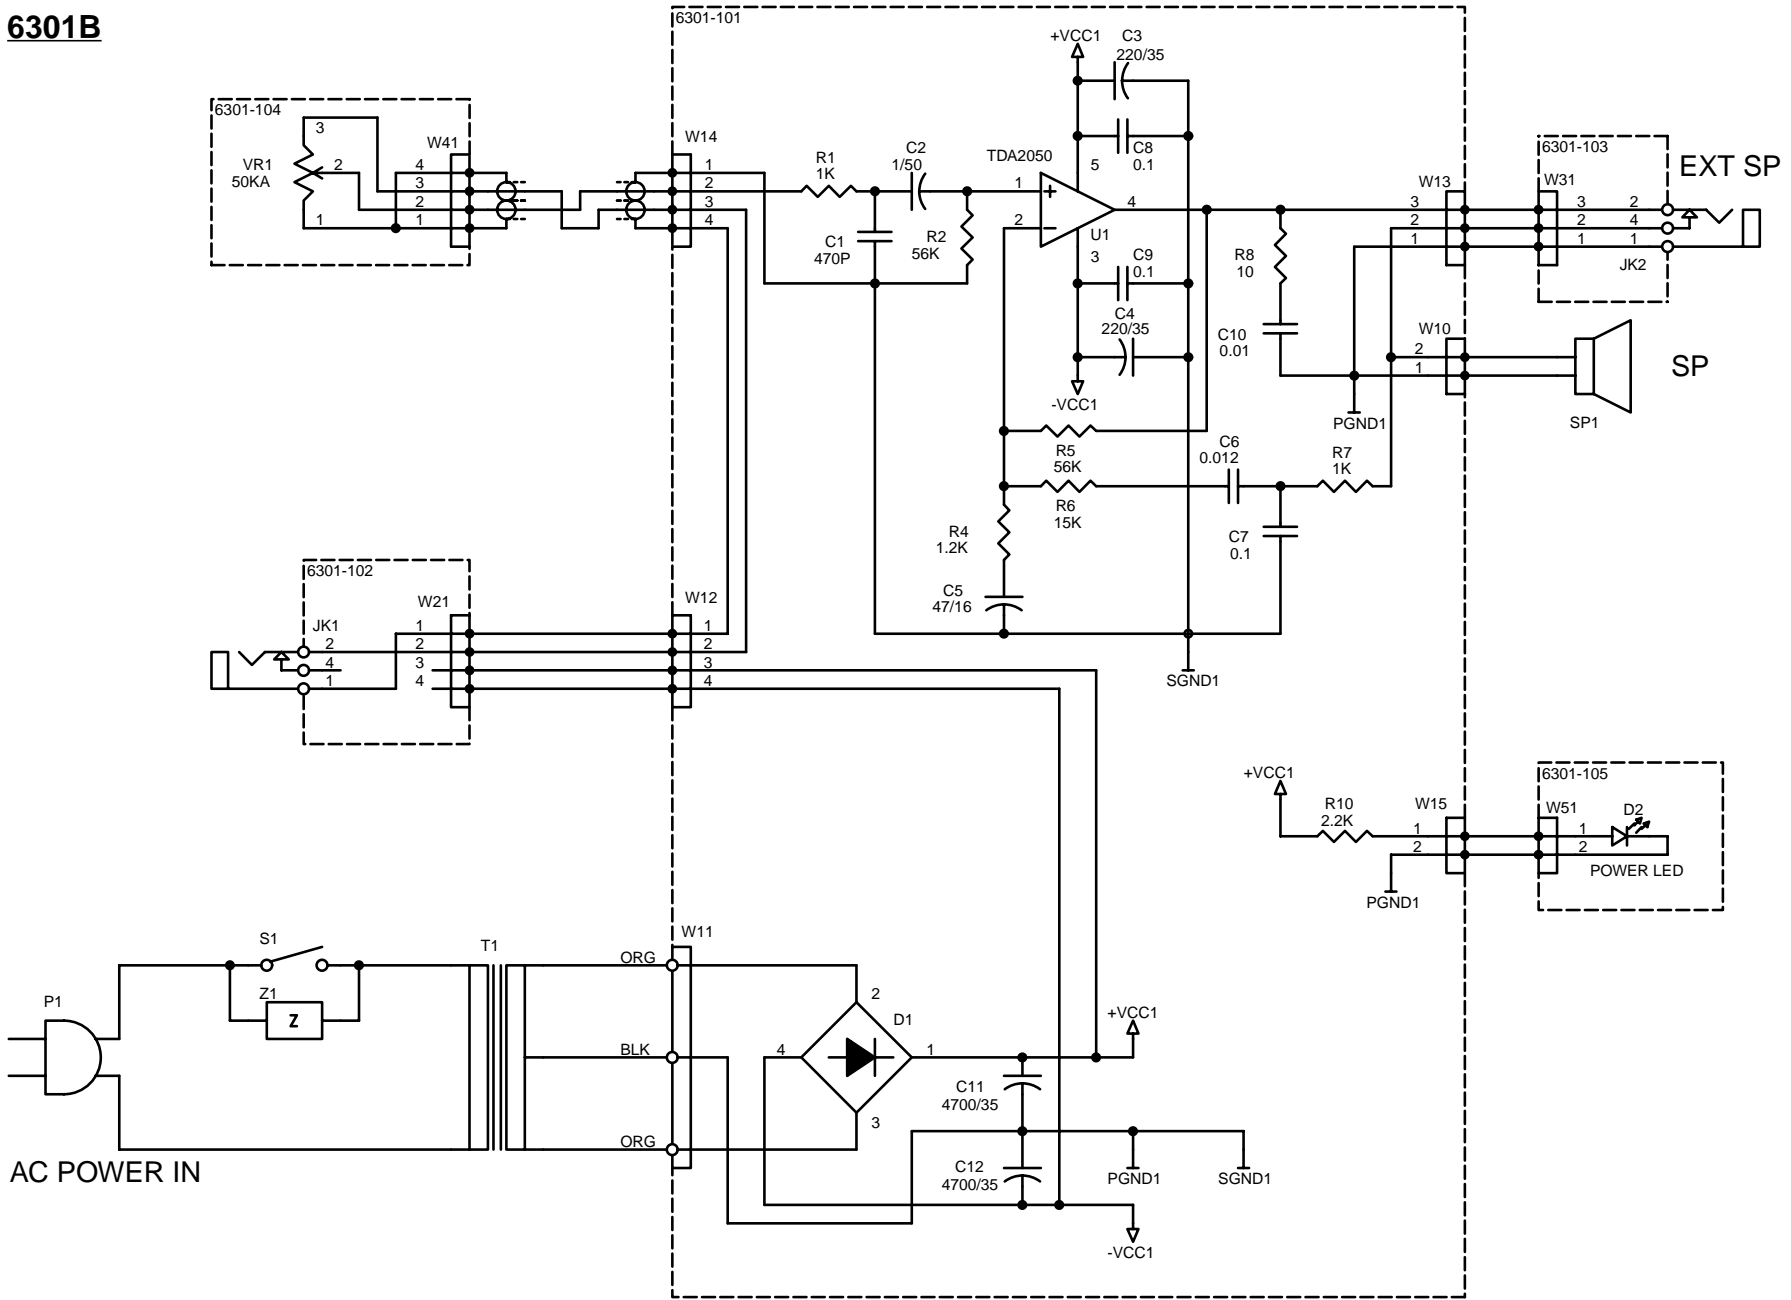 6301B
6301-101
+VCC1
C3
220/35
6301-104
3
VR1
50KA
2
1
W41
4
3
2
1
W14
1
2
3
4
R1
1K
C2
1/50
C1
470P
R2
56K
TDA2050
5
1
+
2
−
4
U1
3
C8
0.1
C9
0.1
C4
220/35
-VCC1
R8
10
C10
0.01
W13
3
2
1
6301-103
W31
3
2
1
2
4
1
JK2
EXT SP
W10
2
1
PGND1
SP
SP1
R5
56K
R6
15K
C6
0.012
R7
1K
R4
1.2K
C7
0.1
C5
47/16
SGND1
6301-102
JK1
2
4
1
W21
1
2
3
4
W12
1
2
3
4
+VCC1
R10
2.2K
W15
1
2
PGND1
6301-105
W51
1
2
D2
POWER LED
P1
S1
Z1
Z
T1
ORG
BLK
ORG
W11
2
D1
4
1
3
+VCC1
C11
4700/35
C12
4700/35
PGND1
SGND1
-VCC1
AC POWER IN